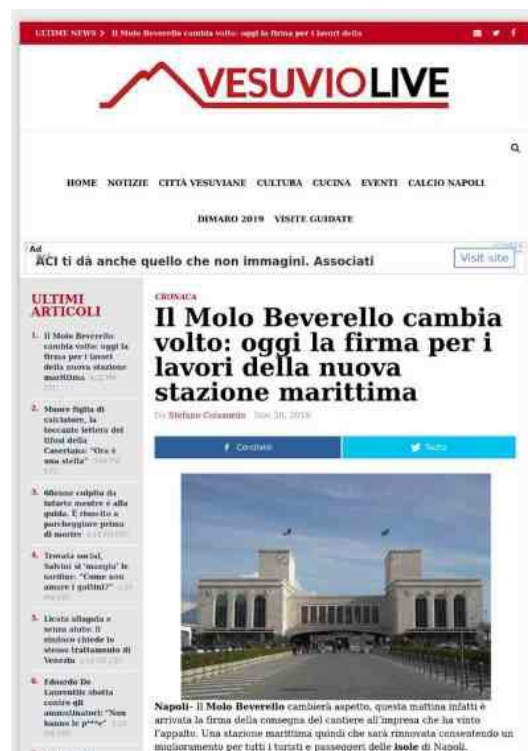 ULTIME NEWS > Il Molo Beverello cambia volto: oggi la firma per i lavori della
VESUVIOLIVE
HOME NOTIZIE CITTÀ VESUVIANE CULTURA CUCINA EVENTI CALCIO NAPOLI
DIMARO 2019 VISITE GUIDATE
Ad
ACI ti dà anche quello che non immagini. Associati
Visit site
ULTIMI
ARTICOLI
1. Il Molo Beverello
cambia volto: oggi la
firma per i lavori
della nuova stazione
marittima
2. Muore figlia di
calciatore, la
toccante lettera dei
tifosi della
Casertana: "Ora è
una stella"
3. 60enne colpito da
infarto mentre è alla
guida. È riuscito a
parcheggiare prima
di morire
4. Trovata social,
Salvini si 'mangia' le
sardine: "Come non
amare i gattini?"
5. Licata allagata e
senza aiuto: il
sindaco chiede lo
stesso trattamento di
Venezia
6. Edoardo De
Laurentiis sbotta
contro gli
ammutinatori: "Non
hanno le p***e"
CRONACA
Il Molo Beverello cambia
volto: oggi la firma per i
lavori della nuova
stazione marittima
Da Stefano
Condividi
Tweet
Napoli- Il Molo Beverello cambierà aspetto, questa mattina infatti è
arrivata la firma della consegna del cantiere all'impresa che ha vinto
l'appalto. Una stazione marittima quindi che sarà rinnovata consentendo un
miglioramento per tutti i turisti e passeggeri delle isole di Napoli.